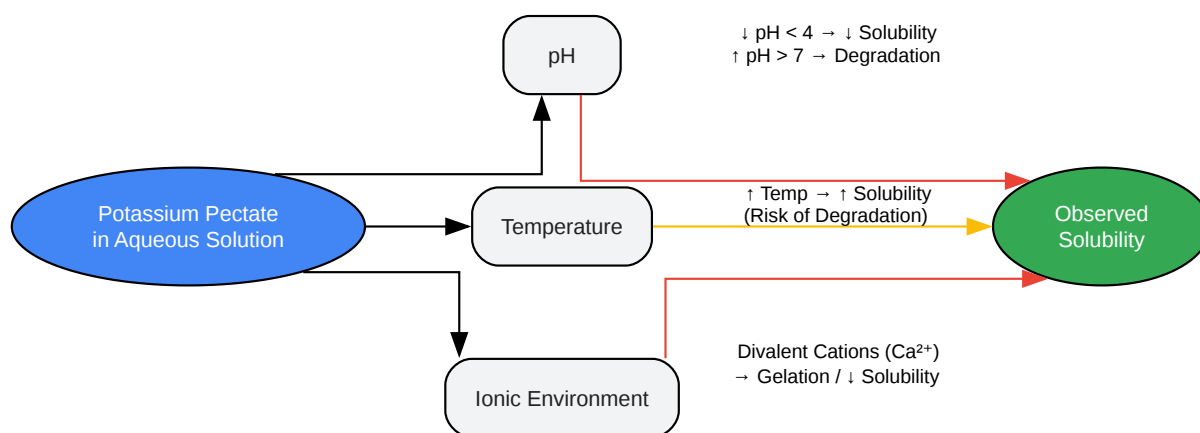 pH
↓ pH < 4 → ↓ Solubility
↑ pH > 7 → Degradation
Potassium Pectate
in Aqueous Solution
Temperature
↑ Temp → ↑ Solubility
(Risk of Degradation)
Observed
Solubility
Ionic Environment
Divalent Cations (Ca²⁺)
→ Gelation / ↓ Solubility